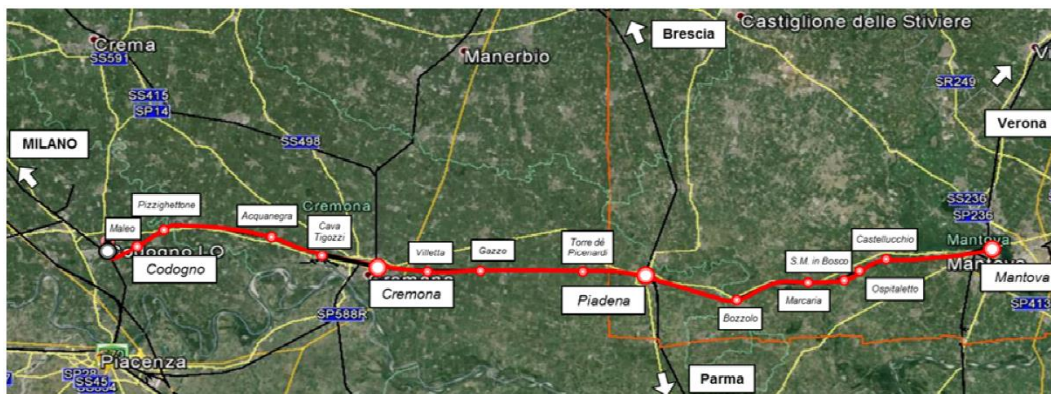 Castiglione delle Stiviere
Brescia
Crema
SS591
Manerbio
SR249
SS415
SP14
Verona
MILANO
SS498
Pizzighettone
Maleo
Acquanegra
Cremona
Cava
Tigozzi
Codogno
Villetta
Gazzo
Torre dé
Picenardi
SS236
SP236
Castellucchio
Mantova
S.M. in Bosco
Mantova
Cremona
Piadena
Ospitaletto
Marcaria
Bozzolo
SP413
SP588R
Piacenza
SP28
SS45
Parma